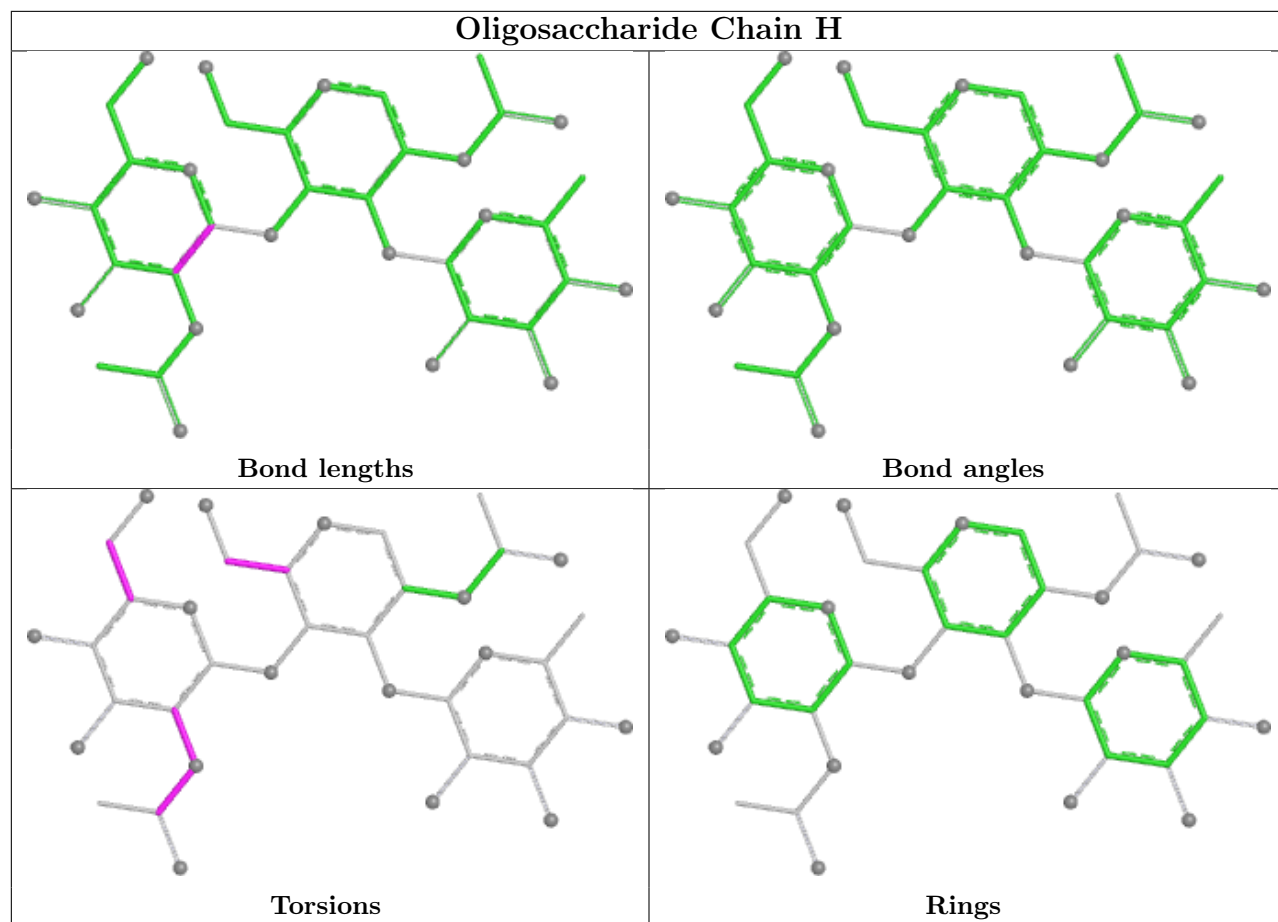 Oligosaccharide Chain H
Bond lengths
Bond angles
Torsions
Rings